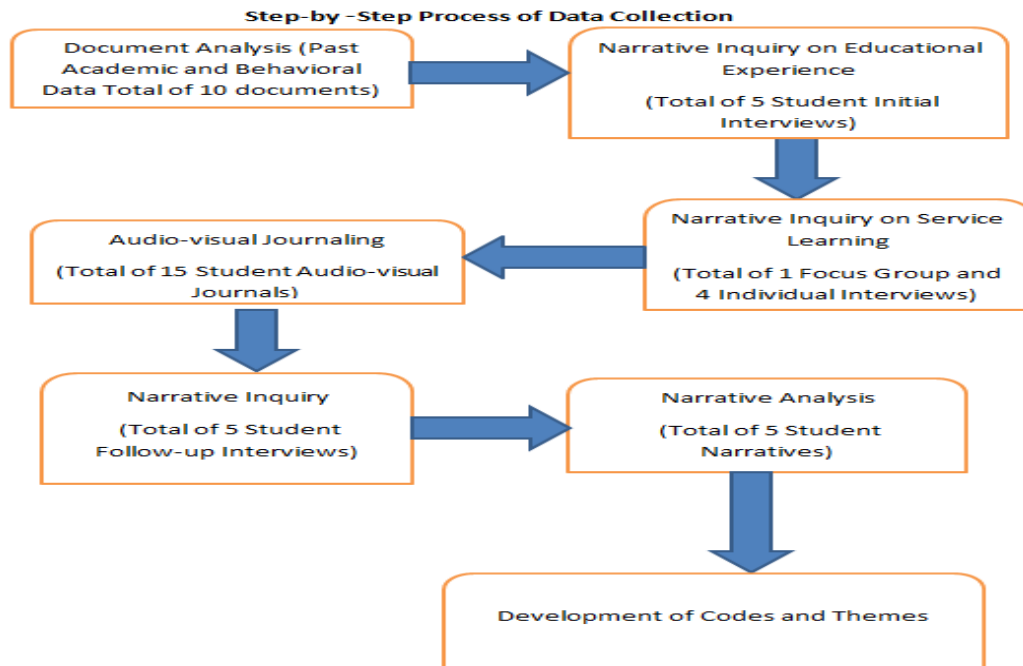 Step-by -Step Process of Data Collection
Document Analysis (Past
Academic and Behavioral
Data Total of 10 documents)
Narrative Inquiry on Educational
Experience
(Total of 5 Student Initial
Interviews)
Narrative Inquiry on Service
Learning
(Total of 1 Focus Group and
4 Individual Interviews)
Audio-visual Journaling
(Total of 15 Student Audio-visual
Journals)
Narrative Inquiry
(Total of 5 Student
Follow-up Interviews)
Narrative Analysis
(Total of 5 Student
Narratives)
Development of Codes and Themes